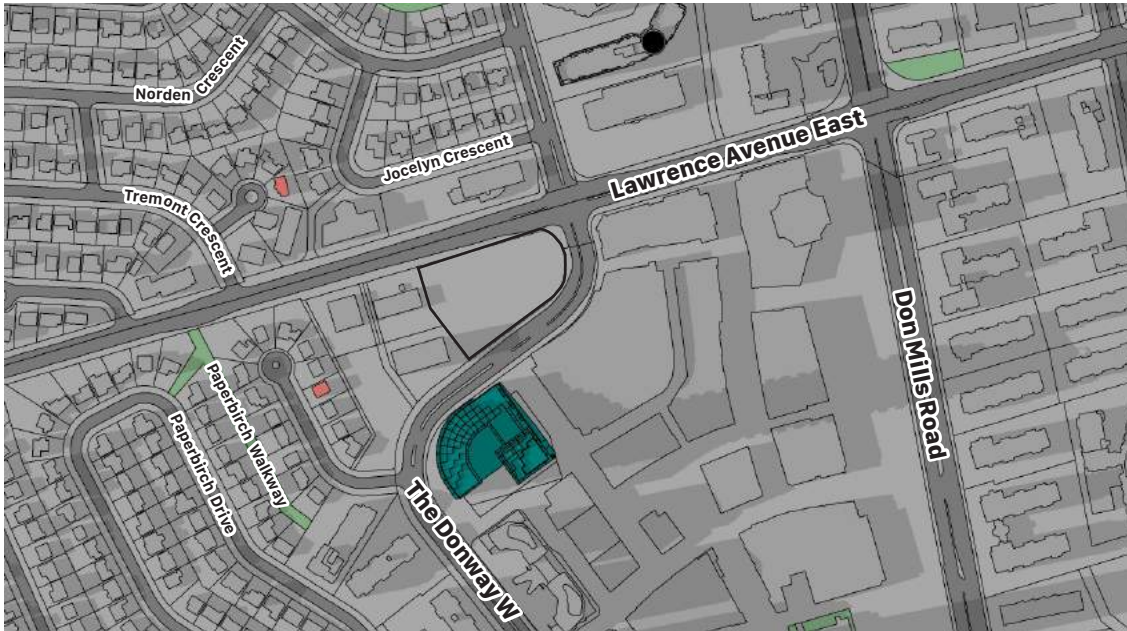 Norden Crescent
Lawrence Avenue East
Jocelyn Crescent
Tremont Crescent
Don Mills Road
Paperbirch Walkway
Paperbirch Drive
The Donway W